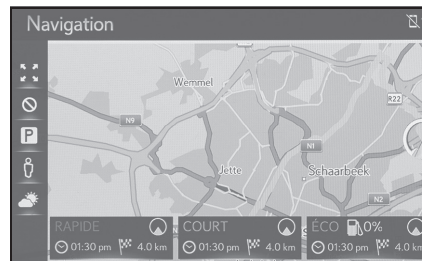 Navigation
Wemmel
R22
N9
N1
Jette
Schaarbeek
N2
P
RAPIDE
COURT
ÉCO 0%
01:30 pm 4.0 km
01:30 pm 4.0 km
01:30 pm 4.0 km